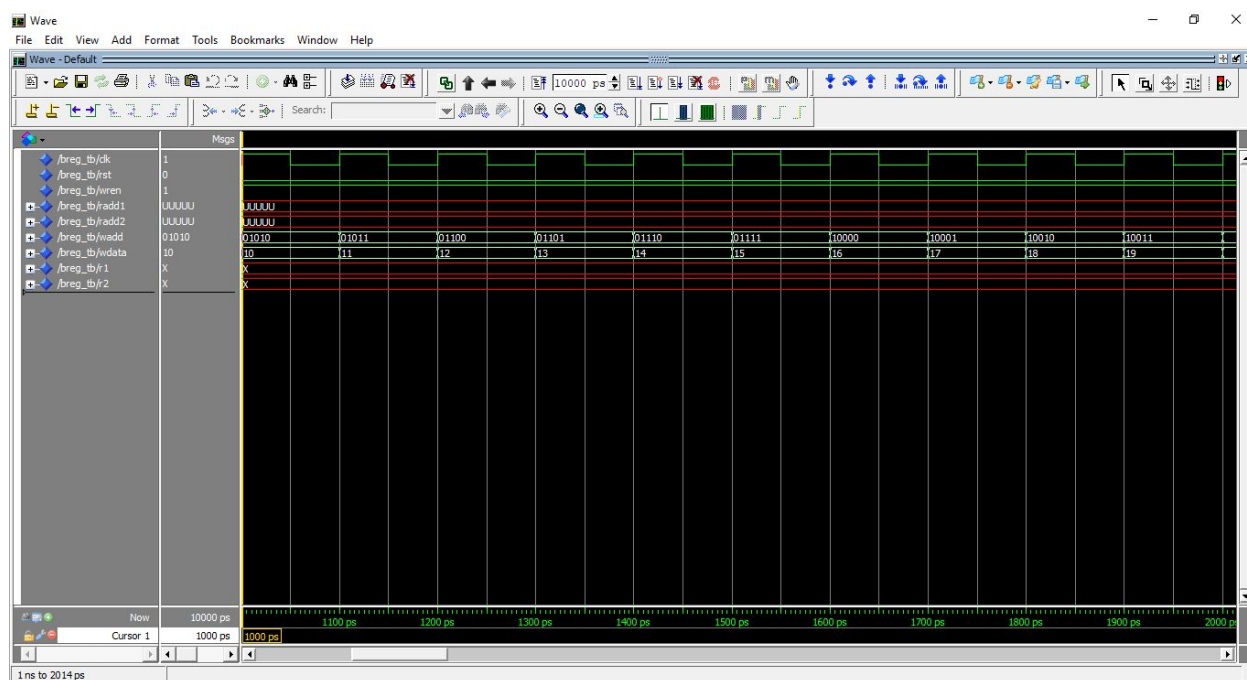 Wave
File Edit View Add Format Tools Bookmarks Window Help
Wave - Default
10000 ps
Search:
Msgs
/breg_tb/clk 1
/breg_tb/rst 0
/breg_tb/wren 1
/breg_tb/radd1 UUUUU UUUUU
/breg_tb/radd2 UUUUU UUUUU
/breg_tb/wadd 01010 01010 01011 01100 01101 01110 01111 10000 10001 10010 10011
/breg_tb/wdata 10 10 11 12 13 14 15 16 17 18 19
/breg_tb/r1 X X
/breg_tb/r2 X X
Now 10000 ps 1100 ps 1200 ps 1300 ps 1400 ps 1500 ps 1600 ps 1700 ps 1800 ps 1900 ps 2000 p
Cursor 1 1000 ps 1000 ps
1 ns to 2014 ps